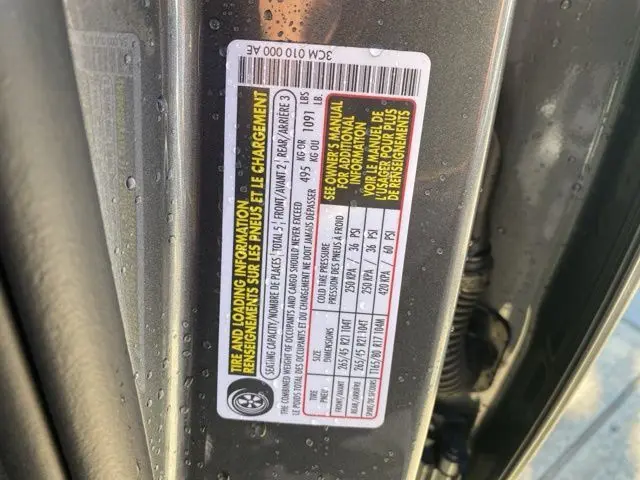 TIRE AND LOADING INFORMATION
RENSEIGNEMENTS SUR LES PNEUS ET LE CHARGEMENT
SEATING CAPACITY/NOMBRE DE PLACES TOTAL 5 FRONT/AVANT 2 REAR/ARRIÈRE 3
THE COMBINED WEIGHT OF OCCUPANTS AND CARGO SHOULD NEVER EXCEED 495 KG OR 1091 LBS
LE POIDS TOTAL DES OCCUPANTS ET DU CHARGEMENT NE DOIT JAMAIS DÉPASSER KG OU LB.
TIRE SIZE COLD TIRE PRESSURE
PNEU DIMENSIONS PRESSION DES PNEUS À FROID
FRONT/AVANT 265/45 R21 104T 250 KPA / 36 PSI
REAR/ARRIÈRE 265/45 R21 104T 250 KPA / 36 PSI
SPARE/DE SECOURS T165/80 R17 104M 420 KPA 60 PSI
SEE OWNER'S MANUAL
FOR ADDITIONAL
INFORMATION
VOIR LE MANUEL DE
L'USAGER POUR PLUS
DE RENSEIGNEMENTS
3CM 010 000 AE